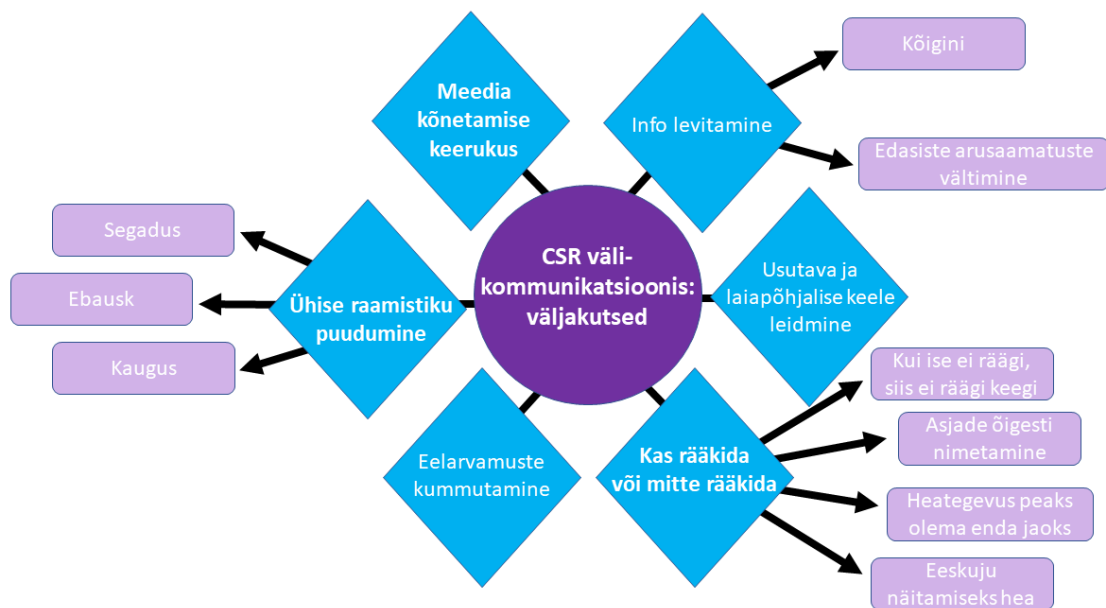 Kõigini
Meedia
kõnetamise
keerukus
Info levitamine
Edasiste arusaamatuste
vältimine
Segadus
Ebausk
Kaugus
Ühise raamistiku
puudumine
CSR väli-
kommunikatsioonis:
väljakutsed
Usutava ja
laiapõhjalise keele
leidmine
Kui ise ei räägi,
siis ei räägi keegi
Asjade õigesti
nimetamine
Eelarvamuste
kummutamine
Kas rääkida
või mitte rääkida
Heategevus peaks
olema enda jaoks
Eeskuju
näitamiseks hea